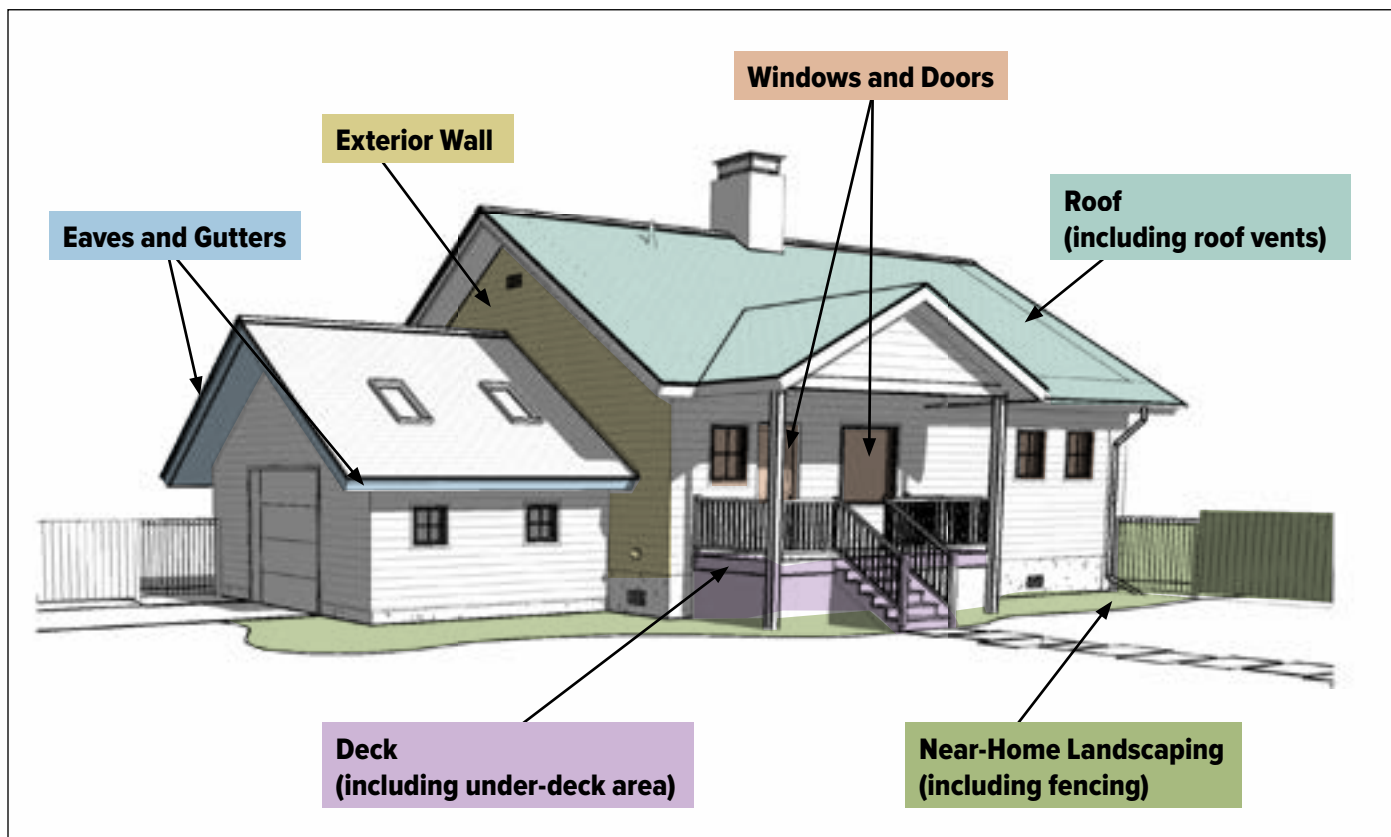 Windows and Doors
Exterior Wall
Roof
(including roof vents)
Eaves and Gutters
Deck
(including under-deck area)
Near-Home Landscaping
(including fencing)